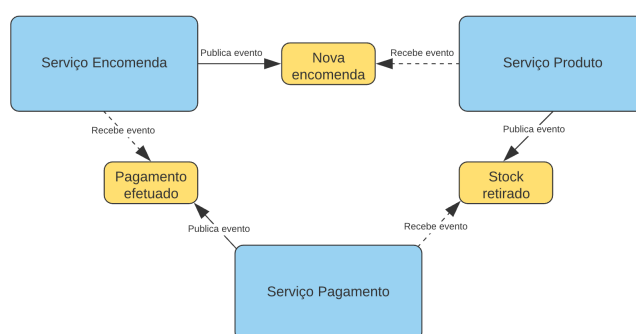 Serviço Encomenda
Publica evento
Nova
encomenda
Recebe evento
Serviço Produto
Recebe evento
Publica evento
Pagamento
efetuado
Stock
retirado
Publica evento
Recebe evento
Serviço Pagamento